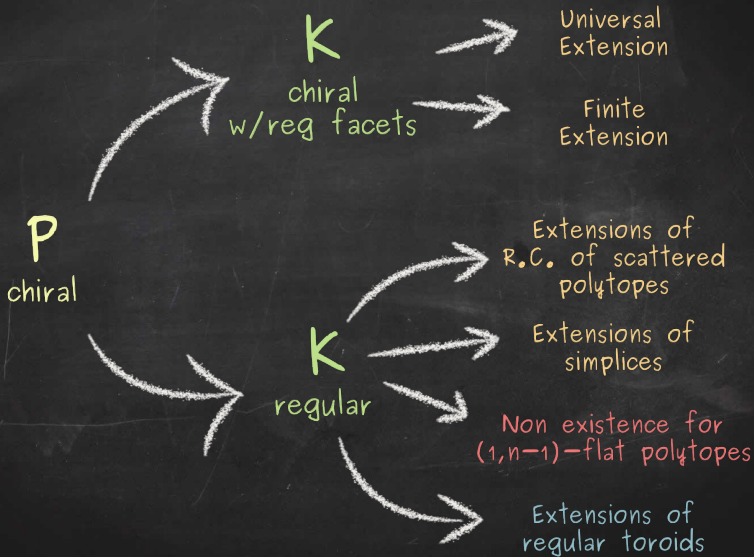 K
chiral
w/reg facets
Universal
Extension
Finite
Extension
P
chiral
K
regular
Extensions of
R.C. of scattered
polytopes
Extensions of
simplices
Non existence for
(1,n-1)-flat polytopes
Extensions of
regular toroids